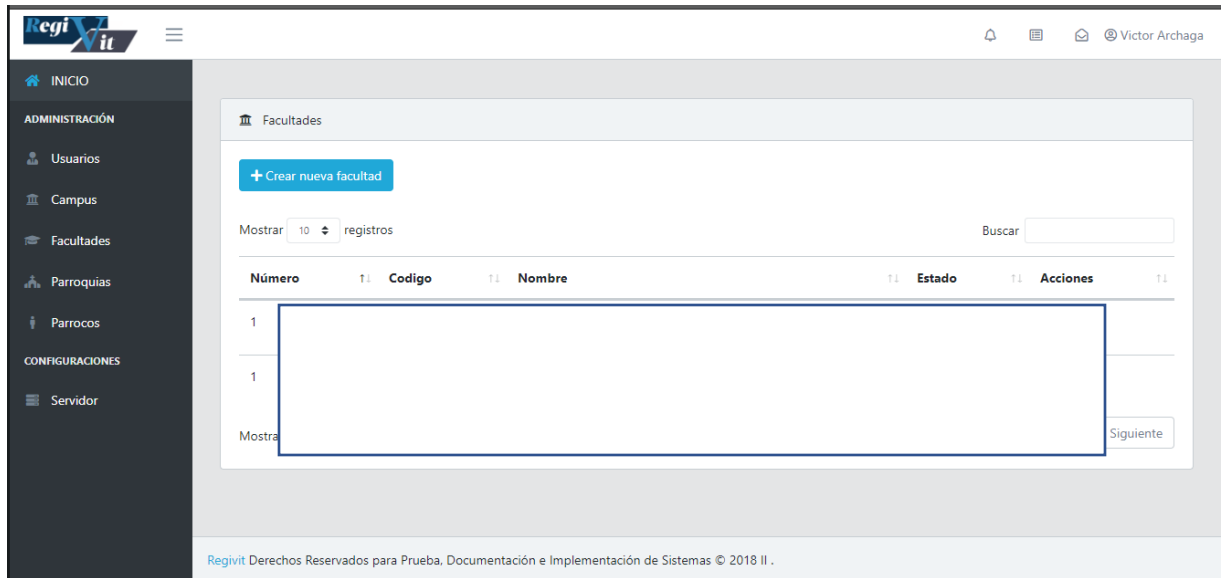 Regi Vit
Victor Archaga
INICIO
ADMINISTRACIÓN
Usuarios
Campus
Facultades
Parroquias
Parrocos
CONFIGURACIONES
Servidor
Facultades
+ Crear nueva facultad
Mostrar 10 registros
Buscar
Número Codigo Nombre Estado Acciones
1
1
Mostra
Siguiente
Regivit Derechos Reservados para Prueba, Documentación e Implementación de Sistemas © 2018 II .